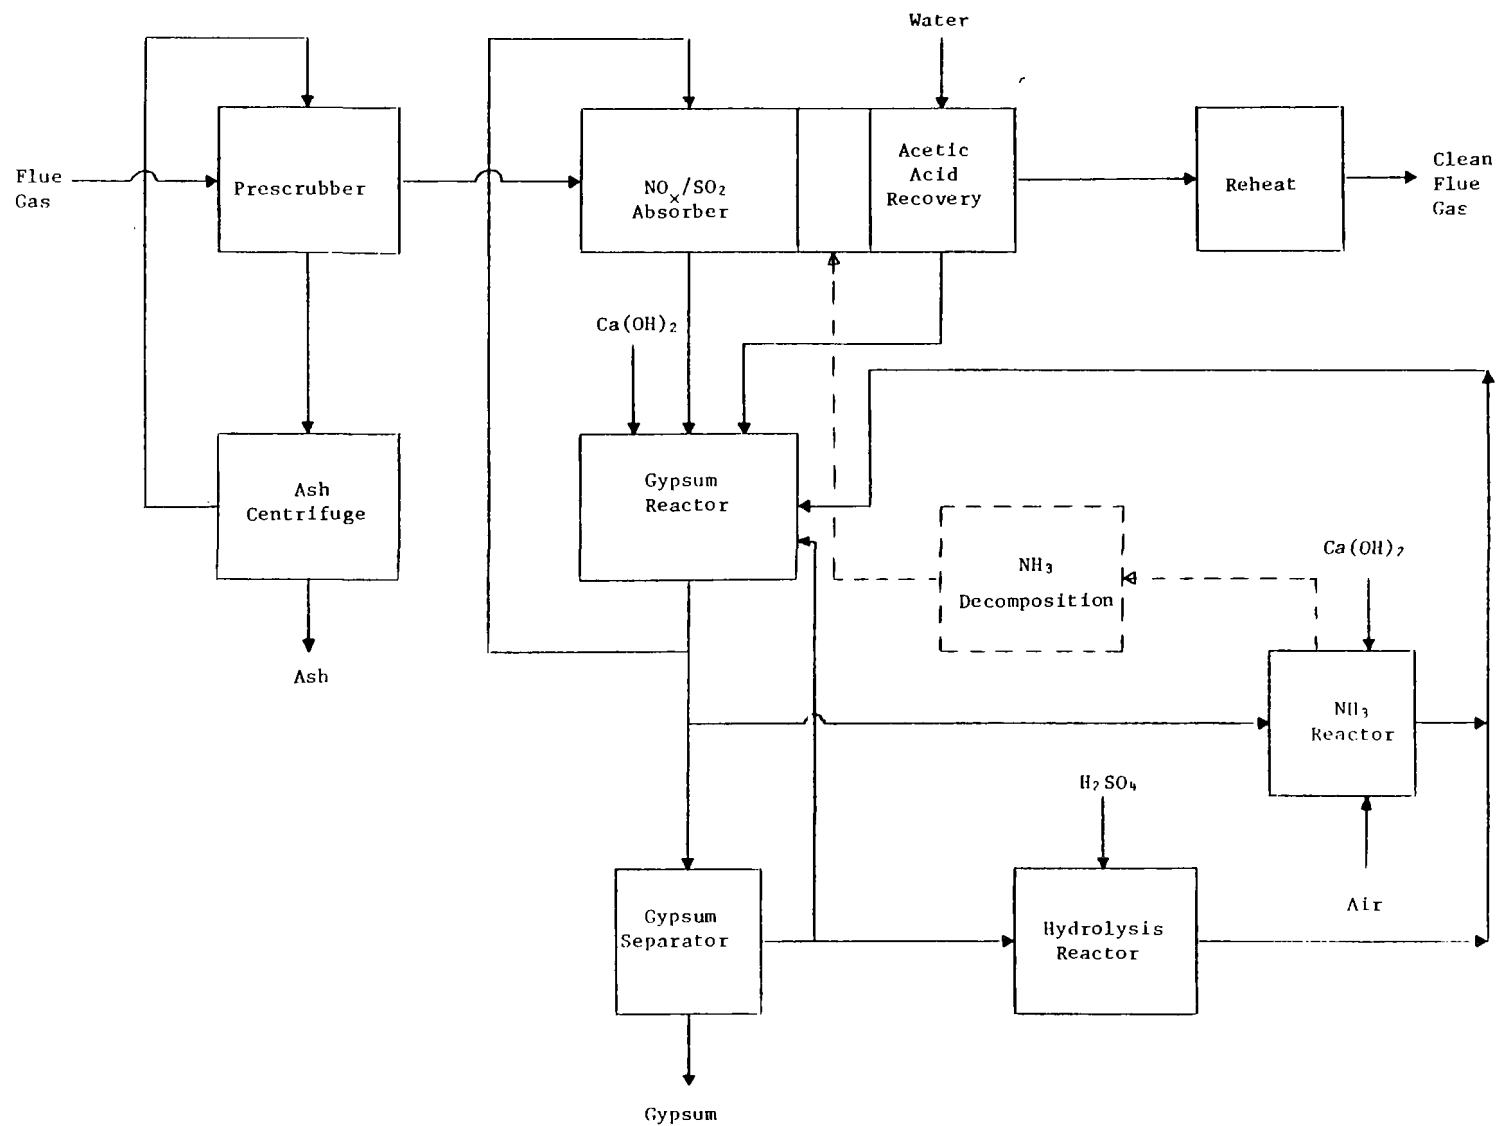 Water
Flue
Gas
Prescrubber
NOx/SO2
Absorber
Acetic
Acid
Recovery
Reheat
Clean
Flue
Gas
Ca(OH)2
Ash
Centrifuge
Gypsum
Reactor
NH3
Decomposition
Ca(OH)2
Ash
NH3
Reactor
H2SO4
Air
Gypsum
Separator
Hydrolysis
Reactor
Gypsum